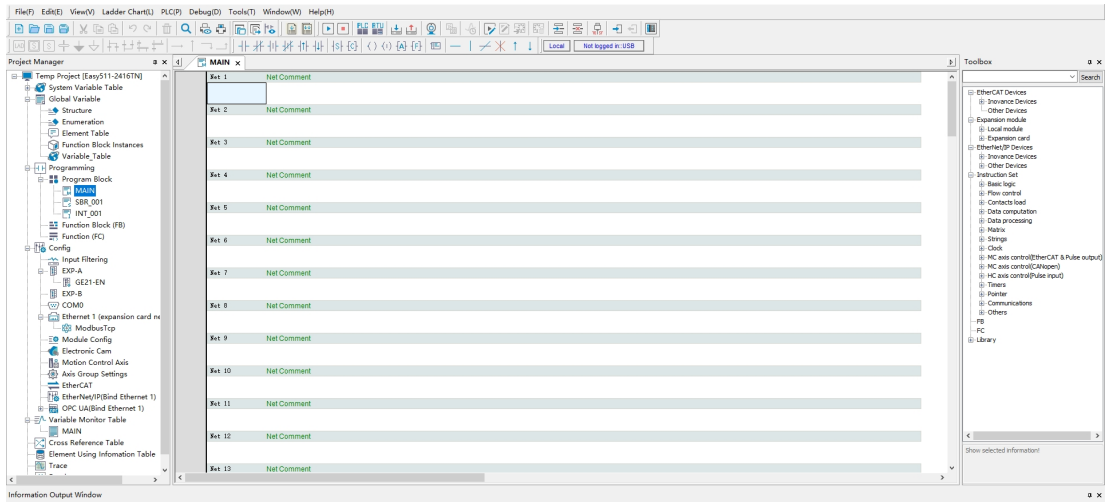 File(F) Edit(E) View(V) Ladder Chart(L) PLC(P) Debug(D) Tools(T) Window(W) Help(H)
Local Not logged in: USB
Project Manager
MAIN
Toolbox
Temp Project [Easy511-2416TN]
System Variable Table
Global Variable
Structure
Enumeration
Element Table
Function Block Instances
Variable_Table
Programming
Program Block
MAIN
SBR_001
INT_001
Function Block (FB)
Function (FC)
Config
Input Filtering
EXP-A
GE21-EN
EXP-B
COM0
Ethernet 1 (expansion card ne
ModbusTcp
Module Config
Electronic Cam
Motion Control Axis
Axis Group Settings
EtherCAT
EtherNet/IP(Bind Ethernet 1)
OPC UA(Bind Ethernet 1)
Variable Monitor Table
MAIN
Cross Reference Table
Element Using Infomation Table
Trace
Net 1 Net Comment
Net 2 Net Comment
Net 3 Net Comment
Net 4 Net Comment
Net 5 Net Comment
Net 6 Net Comment
Net 7 Net Comment
Net 8 Net Comment
Net 9 Net Comment
Net 10 Net Comment
Net 11 Net Comment
Net 12 Net Comment
Net 13 Net Comment
Search
EtherCAT Devices
Inovance Devices
Other Devices
Expansion module
Local module
Expansion card
EtherNet/IP Devices
Inovance Devices
Other Devices
Instruction Set
Basic logic
Flow control
Contacts load
Data computation
Data processing
Matrix
Strings
Clock
MC axis control(EtherCAT & Pulse output)
MC axis control(CANopen)
HC axis control(Pulse input)
Timers
Pointer
Communications
Others
FB
FC
Library
Show selected information!
Information Output Window